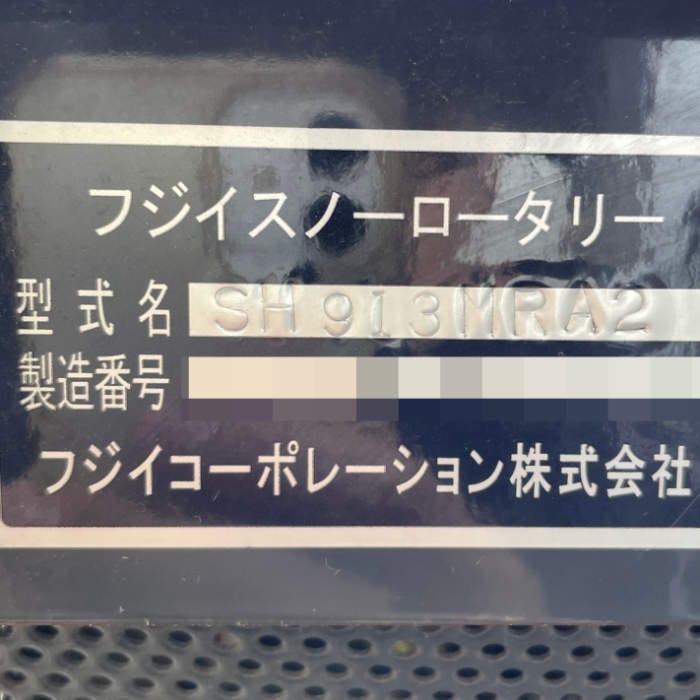 フジイスノーロータリー
型式名 SH913MRA2
製造番号
フジイコーポレーション株式会社